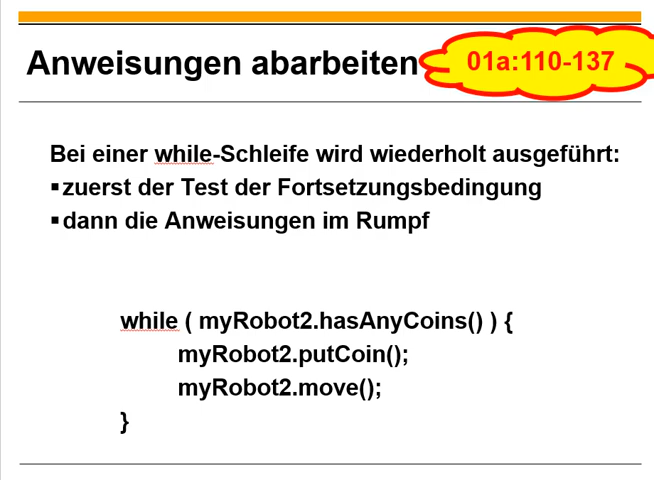 Anweisungen abarbeiten
01a:110-137
Bei einer while-Schleife wird wiederholt ausgeführt:
▪zuerst der Test der Fortsetzungsbedingung
▪dann die Anweisungen im Rumpf
while ( myRobot2.hasAnyCoins() ) {
myRobot2.putCoin();
myRobot2.move();
}